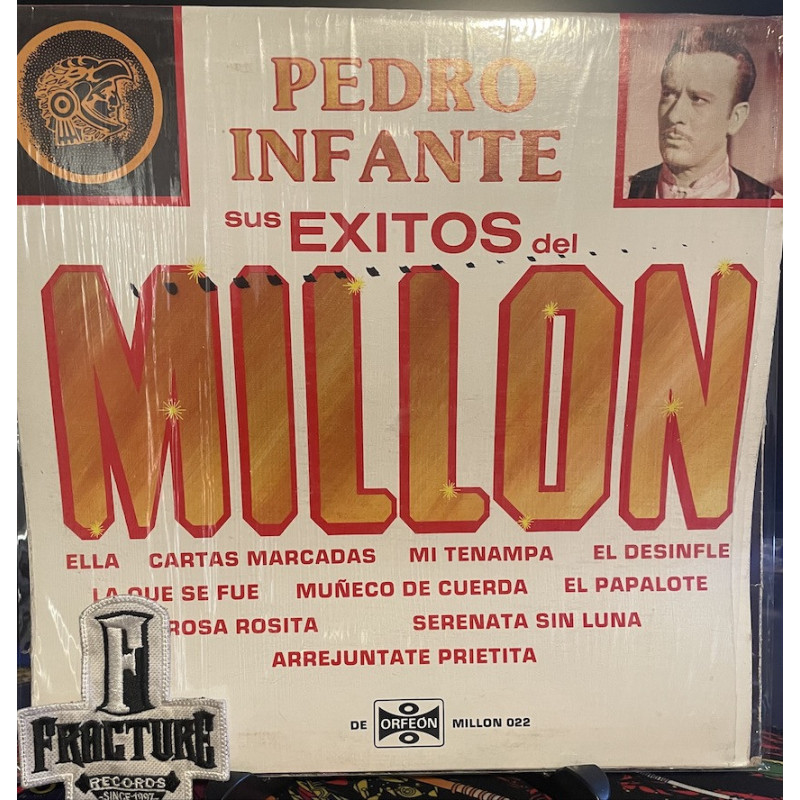 PEDRO
INFANTE
sus EXITOS del
MILLON
ELLA CARTAS MARCADAS MI TENAMPA EL DESINFLE
LA QUE SE FUE MUÑECO DE CUERDA EL PAPALOTE
ROSA ROSITA SERENATA SIN LUNA
ARREJUNTATE PRIETITA
DE ORFEÓN MILLON 022
F
FRACTURE
RECORDS
-SINCE 1997-